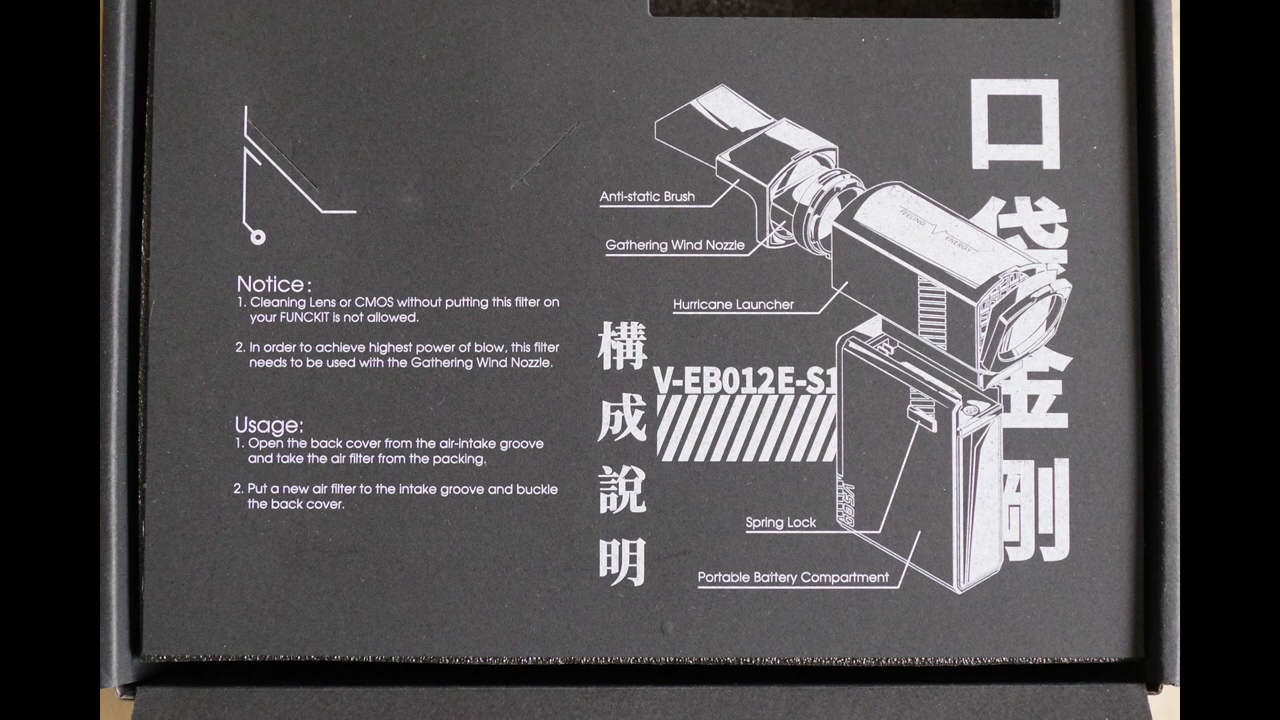 Notice:
1. Cleaning Lens or CMOS without putting this filter on
your FUNCKIT is not allowed.
2. In order to achieve highest power of blow, this filter
needs to be used with the Gathering Wind Nozzle.
Usage:
1. Open the back cover from the air-intake groove
and take the air filter from the packing.
2. Put a new air filter to the intake groove and buckle
the back cover.
構成說明
Anti-static Brush
Gathering Wind Nozzle
Hurricane Launcher
V-EB012E-S1
Spring Lock
Portable Battery Compartment
FEELING ENERGY
VSGO
口袋金剛